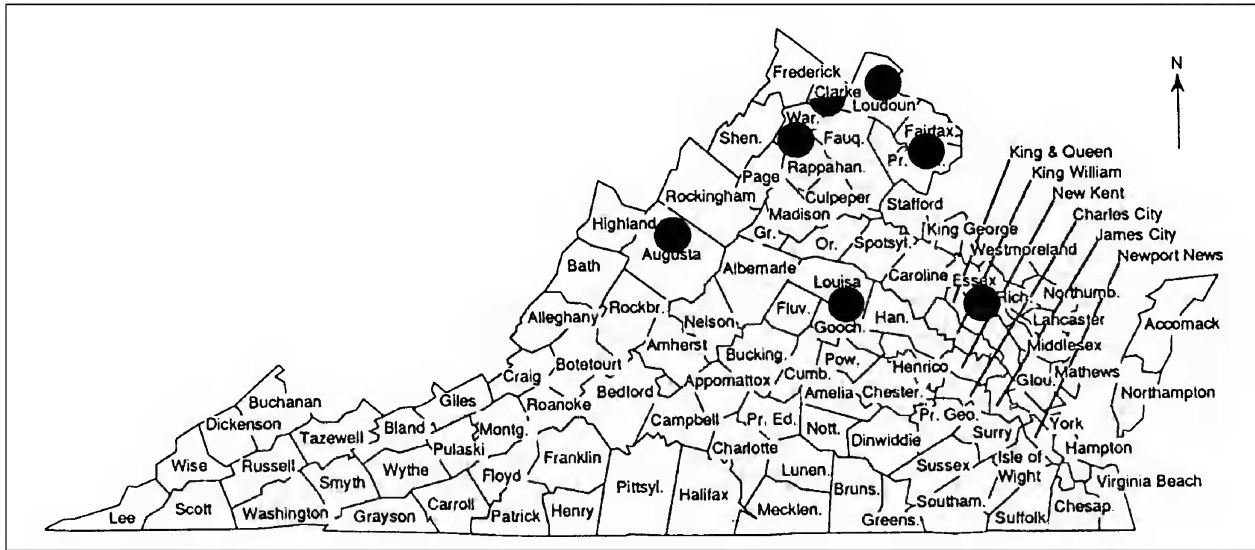 N
Frederick
Clarke
Loudoun
War.
Shen.
Fauq.
Fairfax
Pr.
King & Queen
Rappahan.
King William
Page
New Kent
Rockingham
Culpeper
Stafford
Charles City
Madison
Highland
King George
James City
Gr.
Or.
Spotsyl.
Westmoreland
Newport News
Augusta
Bath
Albemarle
Caroline
Essex
Louisa
Rich.
Northumb.
Rockbr.
Fluv.
Alleghany
Nelson
Gooch.
Han.
Lancaster
Accomack
Amherst
Middlesex
Bucking.
Botetourt
Pow.
Henrico
Craig
Cumb.
Mathews
Appomattox
Glou.
Bedford
Amelia
Chester.
Northampton
Giles
Buchanan
Roanoke
Pr. Geo.
Dickenson
Campbell
Pr. Ed.
York
Bland
Montg.
Nott.
Surry
Tazewell
Dinwiddie
Pulaski
Charlotte
Hampton
Franklin
Isle of
Wight
Wise
Russell
Wythe
Floyd
Lunen.
Sussex
Virginia Beach
Smyth
Pittsyl.
Halifax
Bruns.
Southam.
Carroll
Mecklen.
Chesap.
Scott
Henry
Lee
Washington
Grayson
Patrick
Greens.
Suffolk